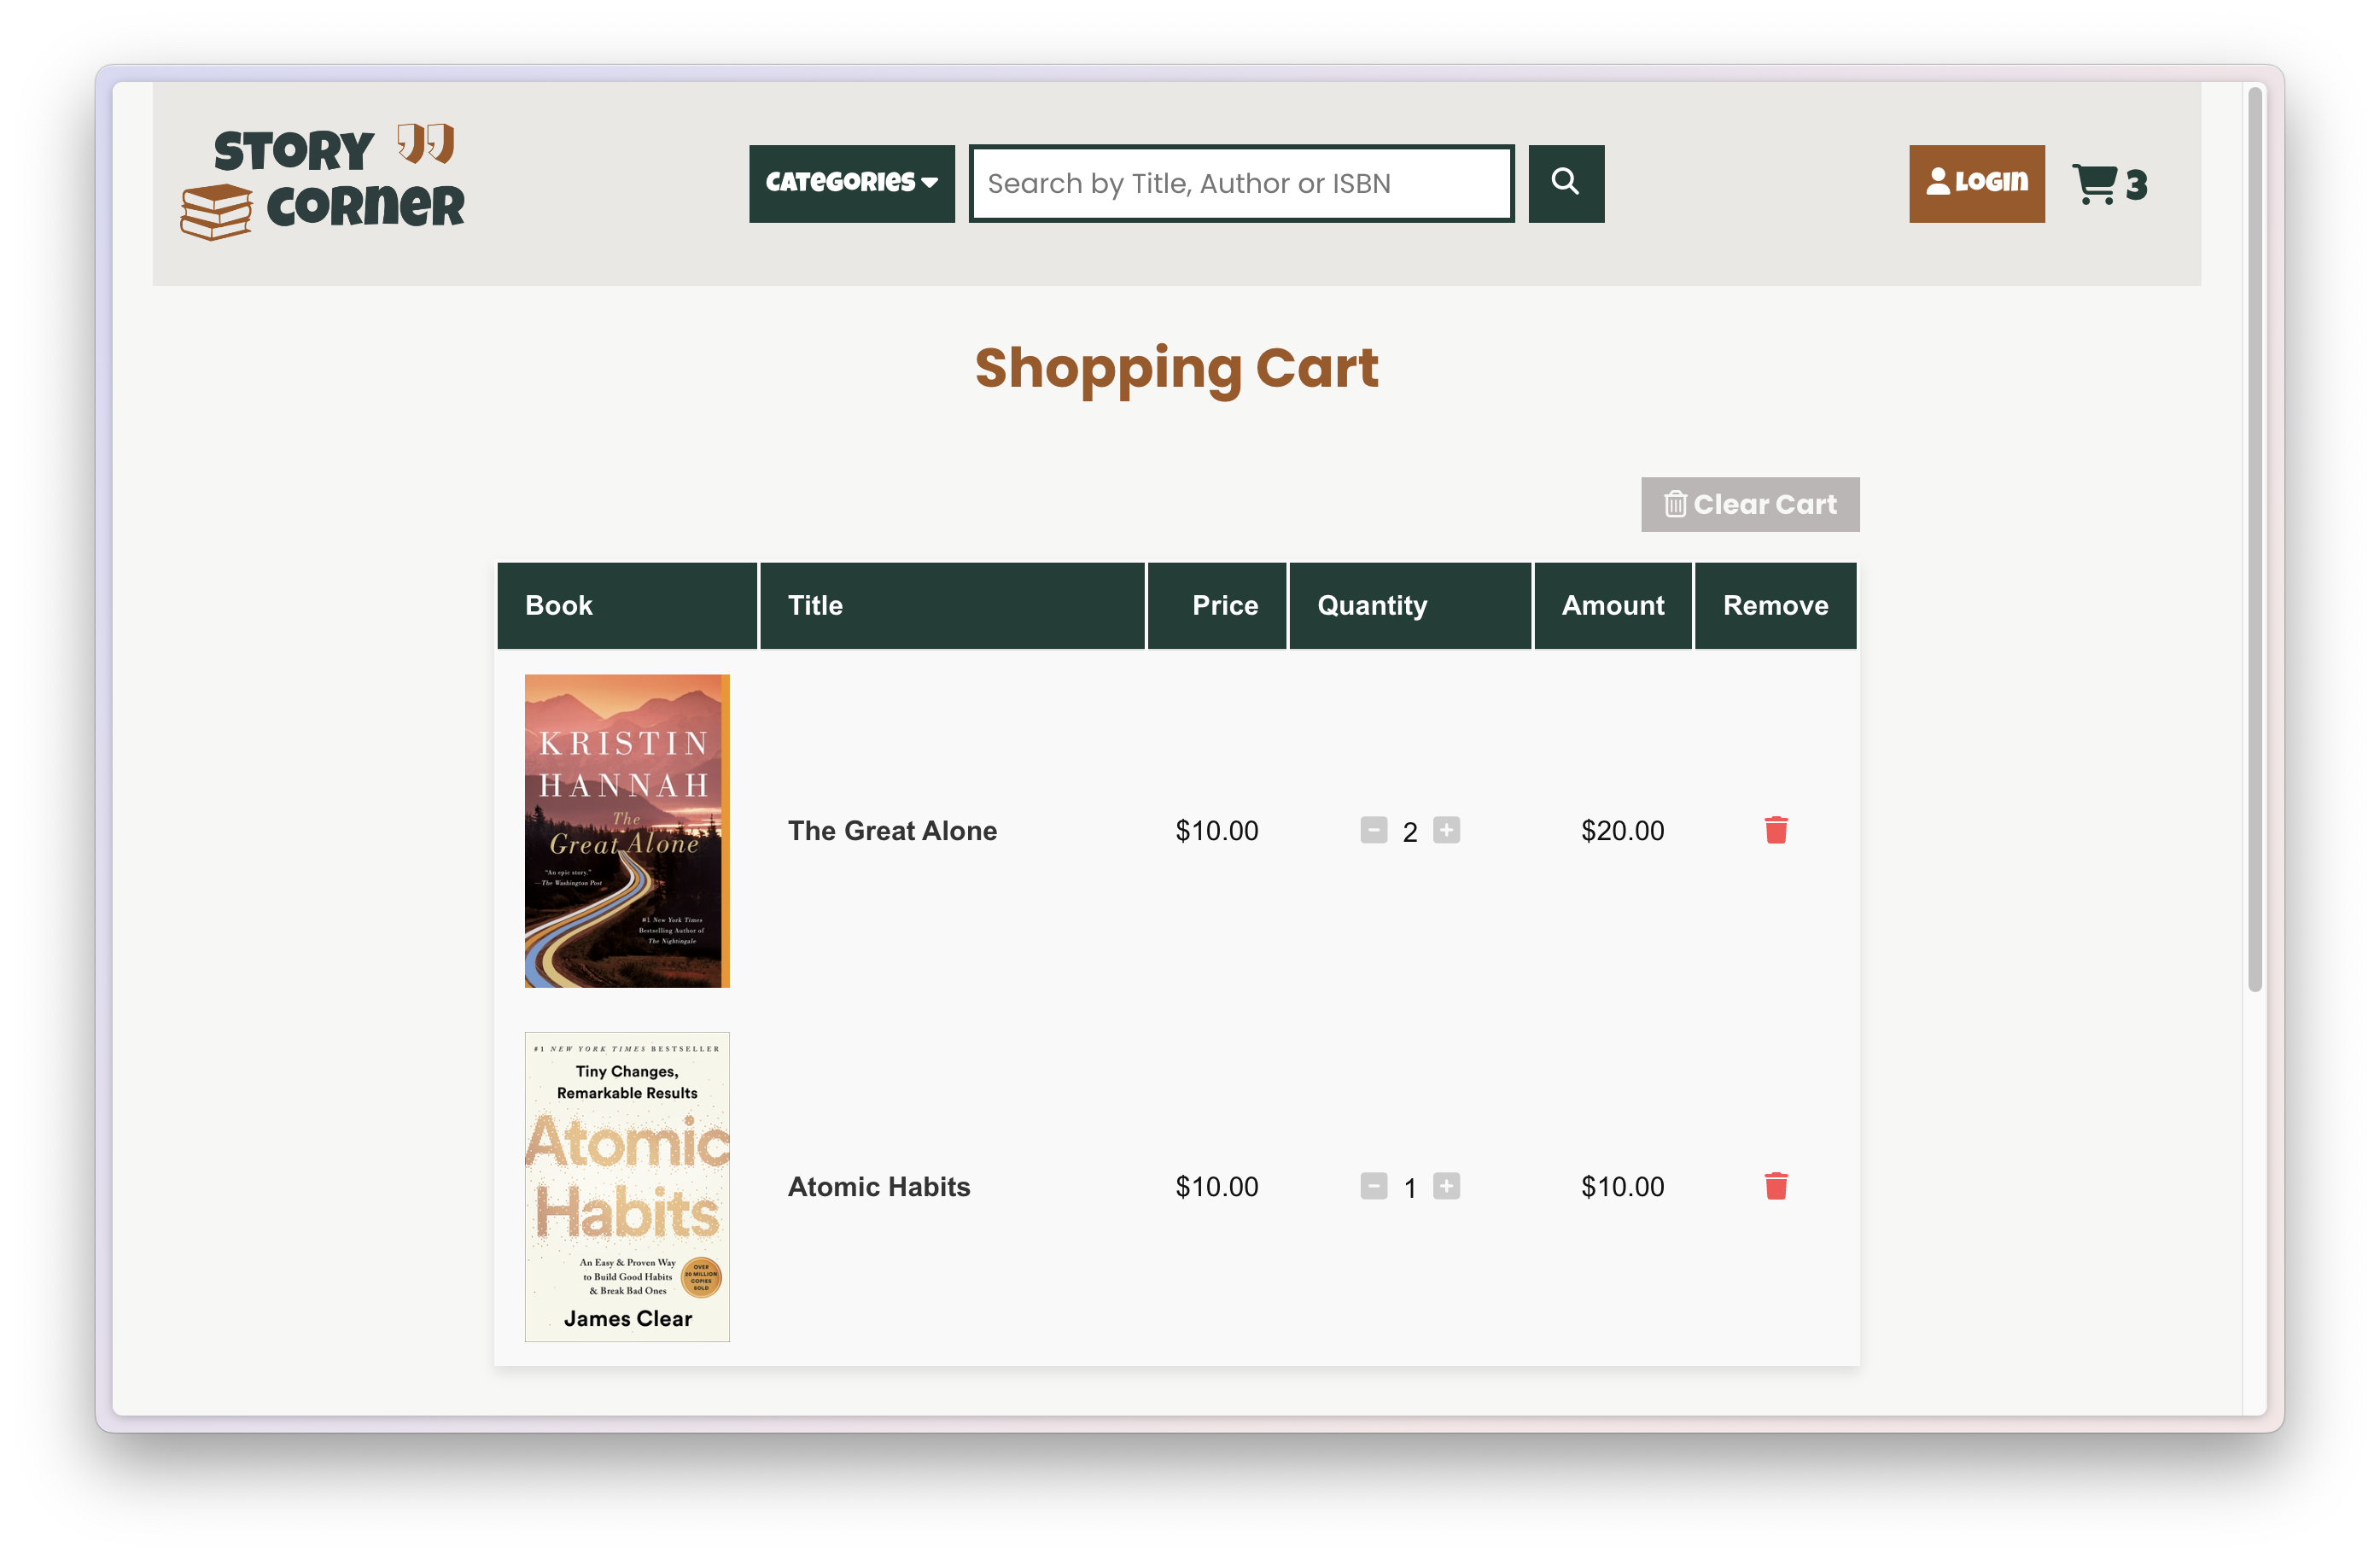 STORY
CORNER
CATEGORIES
Search by Title, Author or ISBN
LOGIN
3
Shopping Cart
Clear Cart
Book Title Price Quantity Amount Remove
KRISTIN
HANNAH
The
Great Alone
"An epic story."
—The Washington Post
#1 New York Times
Bestselling Author of
The Nightingale
The Great Alone $10.00 2 $20.00
#1 NEW YORK TIMES BESTSELLER
Tiny Changes,
Remarkable Results
Atomic
Habits
An Easy & Proven Way
to Build Good Habits
& Break Bad Ones
OVER
20 MILLION
COPIES
SOLD
James Clear
Atomic Habits $10.00 1 $10.00